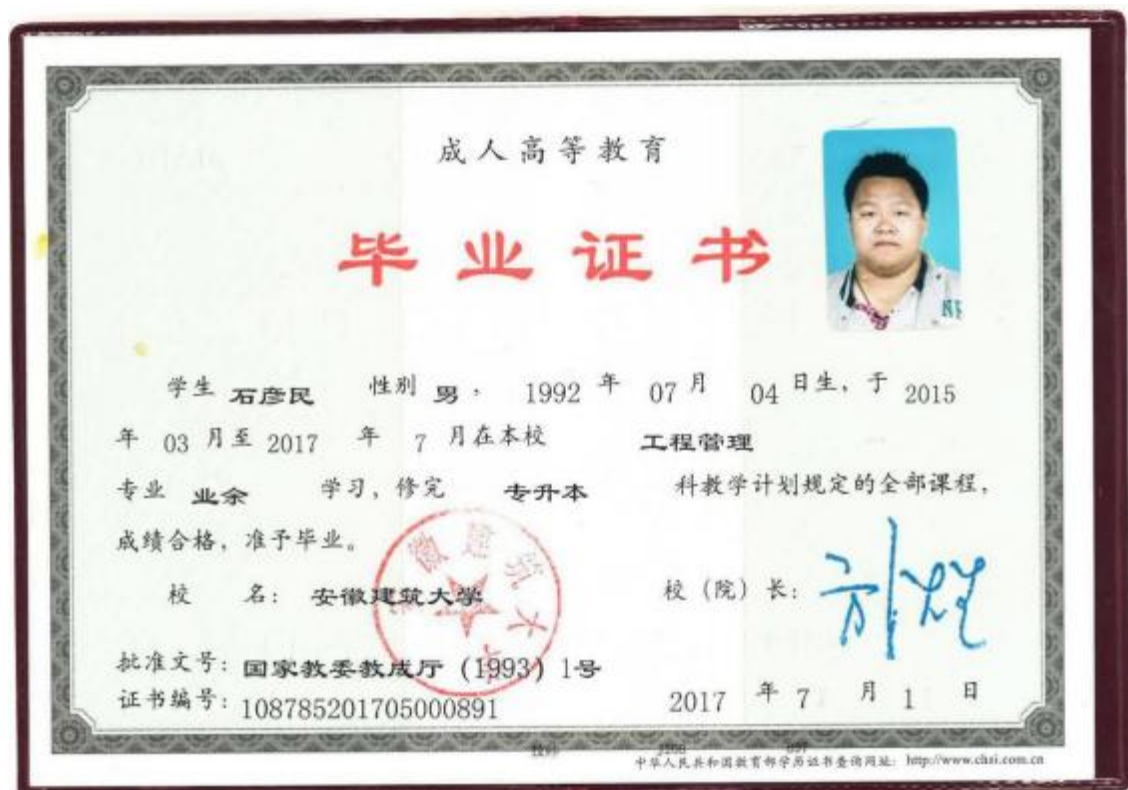 成人高等教育
毕业证书
学生 石彦民 性别 男， 1992 年 07 月 04 日生，于 2015
年 03 月至 2017 年 7 月在本校 工程管理
专业 业余 学习，修完 专升本 科教学计划规定的全部课程，
成绩合格，准予毕业。
校 名：安徽建筑大学 校（院）长：
批准文号：国家教委教成厅（1993）1号
证书编号：108785201705000891 2017 年 7 月 1 日
中华人民共和国教育部学历证书查询网址：http://www.chsi.com.cn